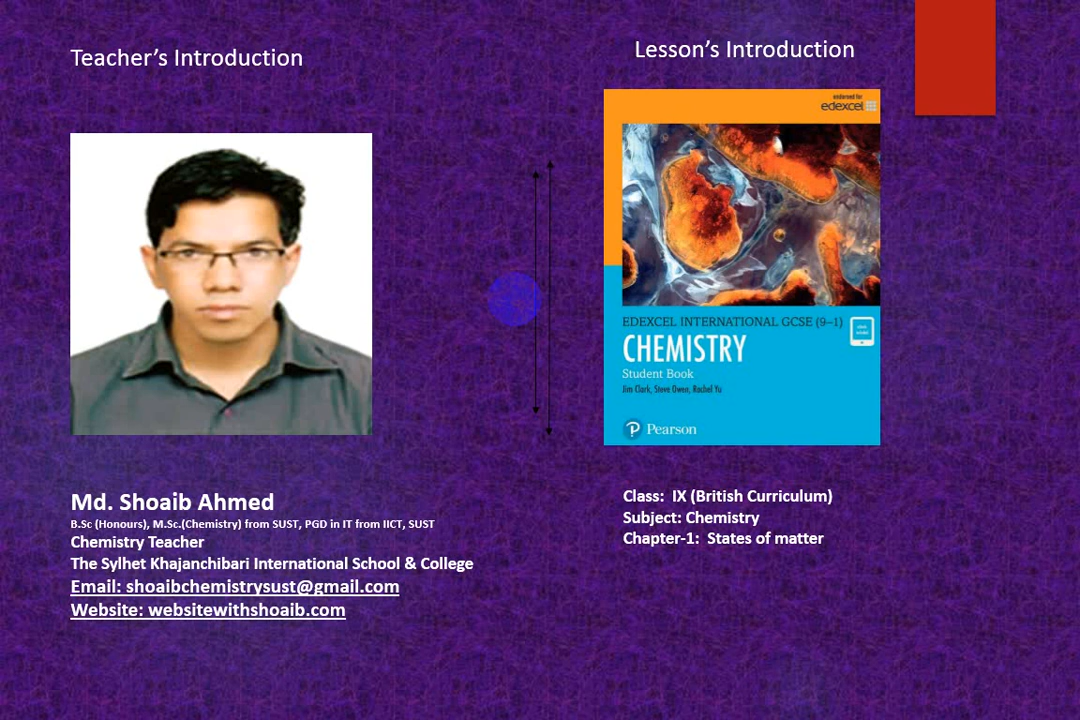 Teacher’s Introduction
Md. Shoaib Ahmed
B.Sc (Honours), M.Sc.(Chemistry) from SUST, PGD in IT from IICT, SUST
Chemistry Teacher
The Sylhet Khajanchibari International School & College
Email: shoaibchemistrysust@gmail.com
Website: websitewithshoaib.com
Lesson’s Introduction
endorsed for
edexcel
EDEXCEL INTERNATIONAL GCSE (9–1)
CHEMISTRY
Student Book
Jim Clark, Steve Owen, Rachel Yu
Pearson
Class: IX (British Curriculum)
Subject: Chemistry
Chapter-1: States of matter